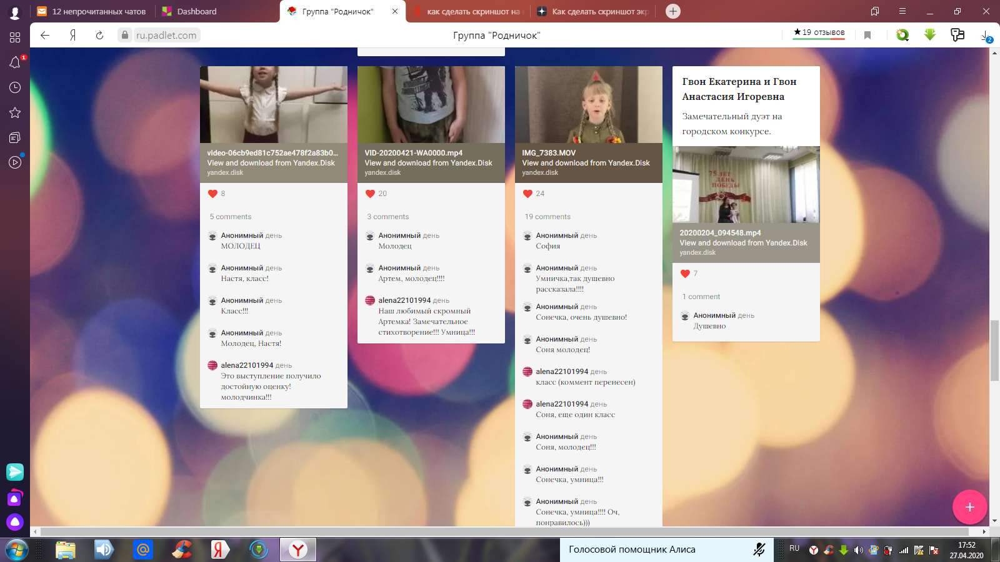 12 непрочитанных чатов
Dashboard
Группа "Родничок"
как сделать скриншот на
Как сделать скриншот экр
ru.padlet.com
Группа "Родничок"
★19 отзывов
2
1
video-06cb9ed81c752ae478f2a83b0...
View and download from Yandex.Disk
yandex.disk
8
5 comments
Анонимный день
МОЛОДЕЦ
Анонимный день
Настя, класс!
Анонимный день
Класс!!!
Анонимный день
Молодец, Настя!
alena22101994 день
Это выступление получило
достойную оценку!
молодчинка!!!
VID-20200421-WA0000.mp4
View and download from Yandex.Disk
yandex.disk
20
3 comments
Анонимный день
Молодец
Анонимный день
Артем, молодец!!!!
alena22101994 день
Наш любимый скромный
Артемка! Замечательное
стихотворение!!! Умница!!!
IMG_7383.MOV
View and download from Yandex.Disk
yandex.disk
24
19 comments
Анонимный день
София
Анонимный день
Умничка,так душевно
рассказала!!!!
Анонимный день
Сонечка, очень душевно!
Анонимный день
Соня молодец!
alena22101994 день
класс (коммент перенесен)
alena22101994 день
Соня, еще один класс
Анонимный день
Соня, молодец!!!
Анонимный день
Сонечка, умница!!!
Анонимный день
Сонечка, умница!!!! Оч,
понравилось)))
Гвон Екатерина и Гвон
Анастасия Игоревна
Замечательный дуэт на
городском конкурсе.
75 ЛЕТ
ДЕНЬ
ПОБЕДЫ
20200204_094548.mp4
View and download from Yandex.Disk
yandex.disk
7
1 comment
Анонимный день
Душевно
Голосовой помощник Алиса
RU
17:52
27.04.2020